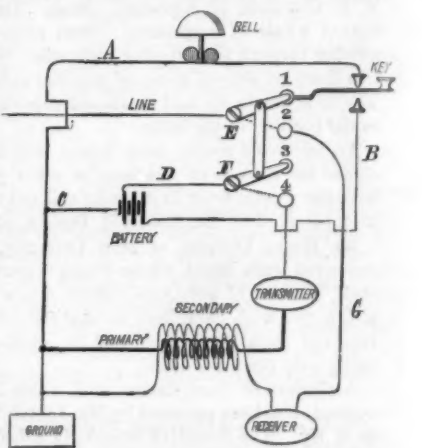 BELL
A
KEY
1
LINE
2
E
B
3
D
F
4
C
BATTERY
TRANSMITTER
SECONDARY
G
PRIMARY
GROUND
RECEIVER